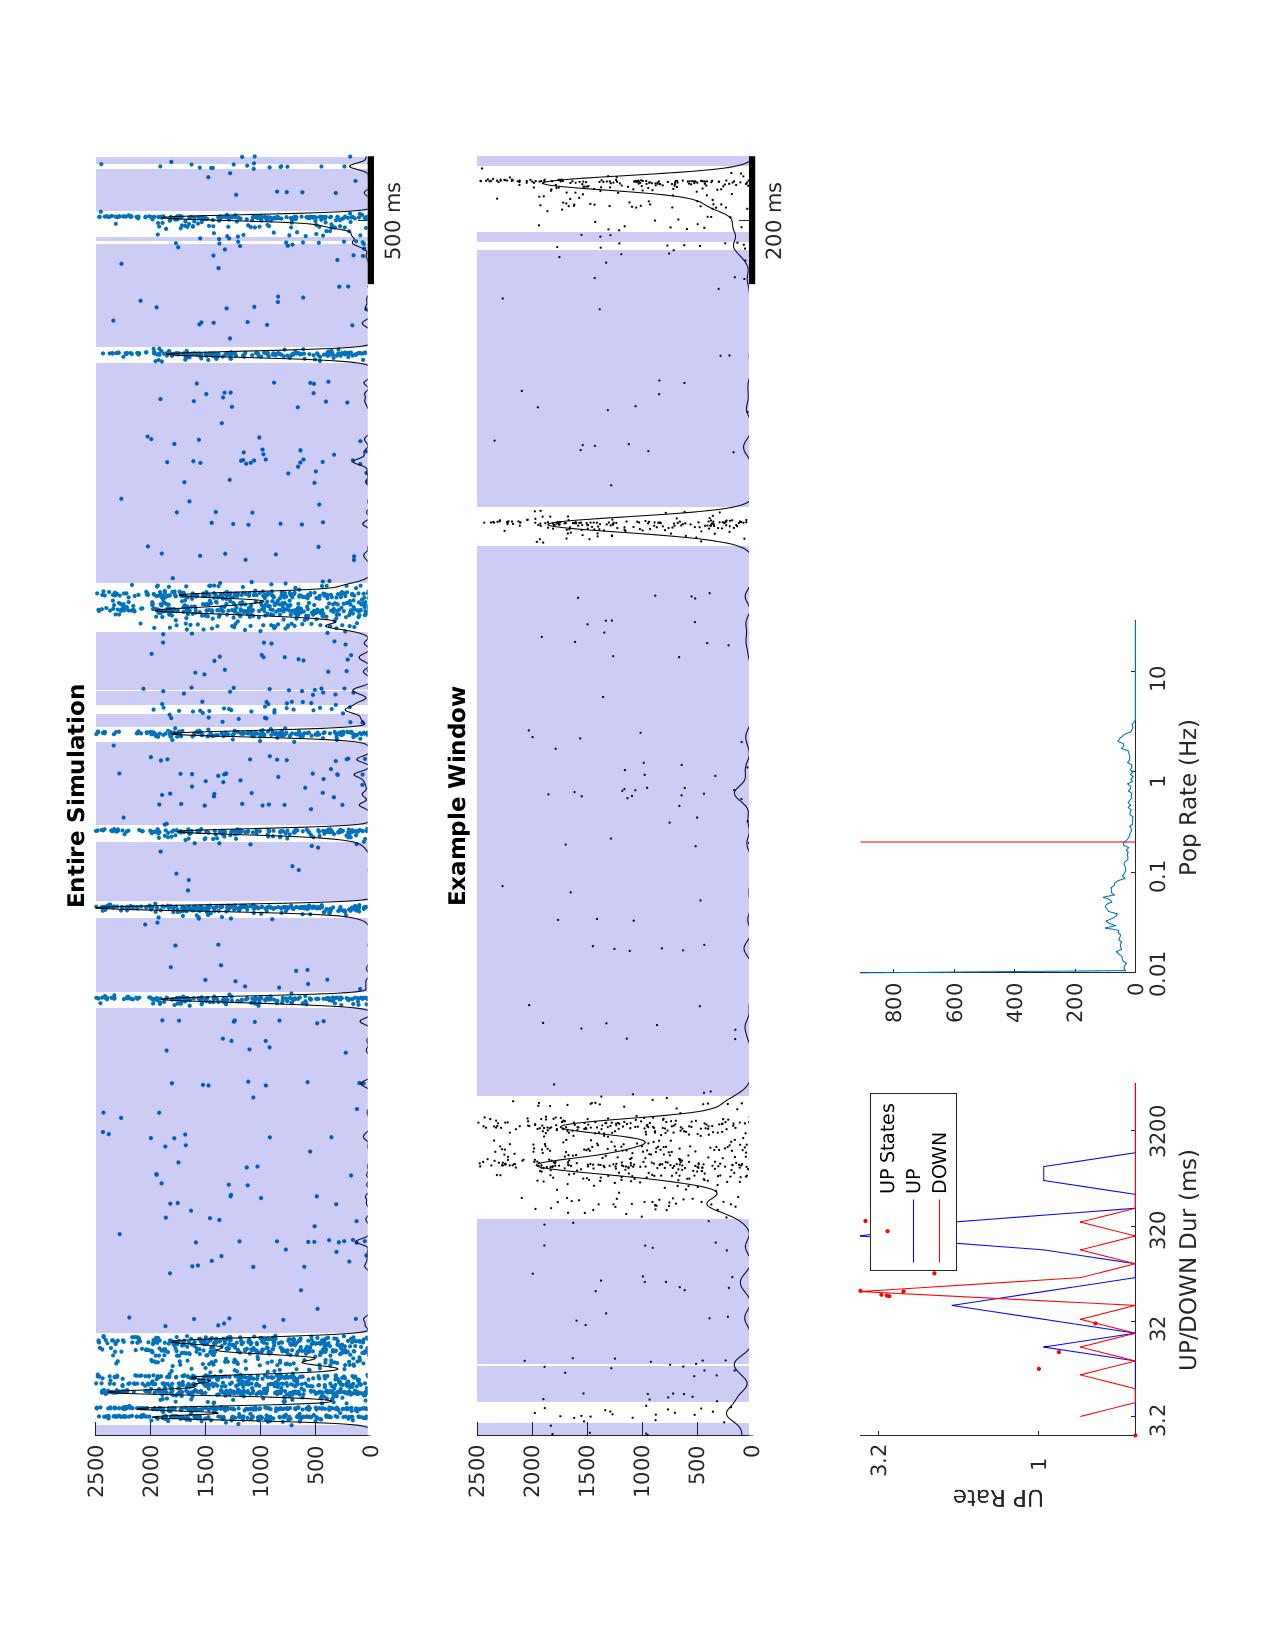 Entire Simulation
2500
2000
1500
1000
500
0
500 ms
Example Window
2500
2000
1500
1000
500
0
200 ms
UP Rate
3.2
1
UP States
UP
DOWN
3.2 32 320 3200
UP/DOWN Dur (ms)
800
600
400
200
0
0.01 0.1 1 10
Pop Rate (Hz)